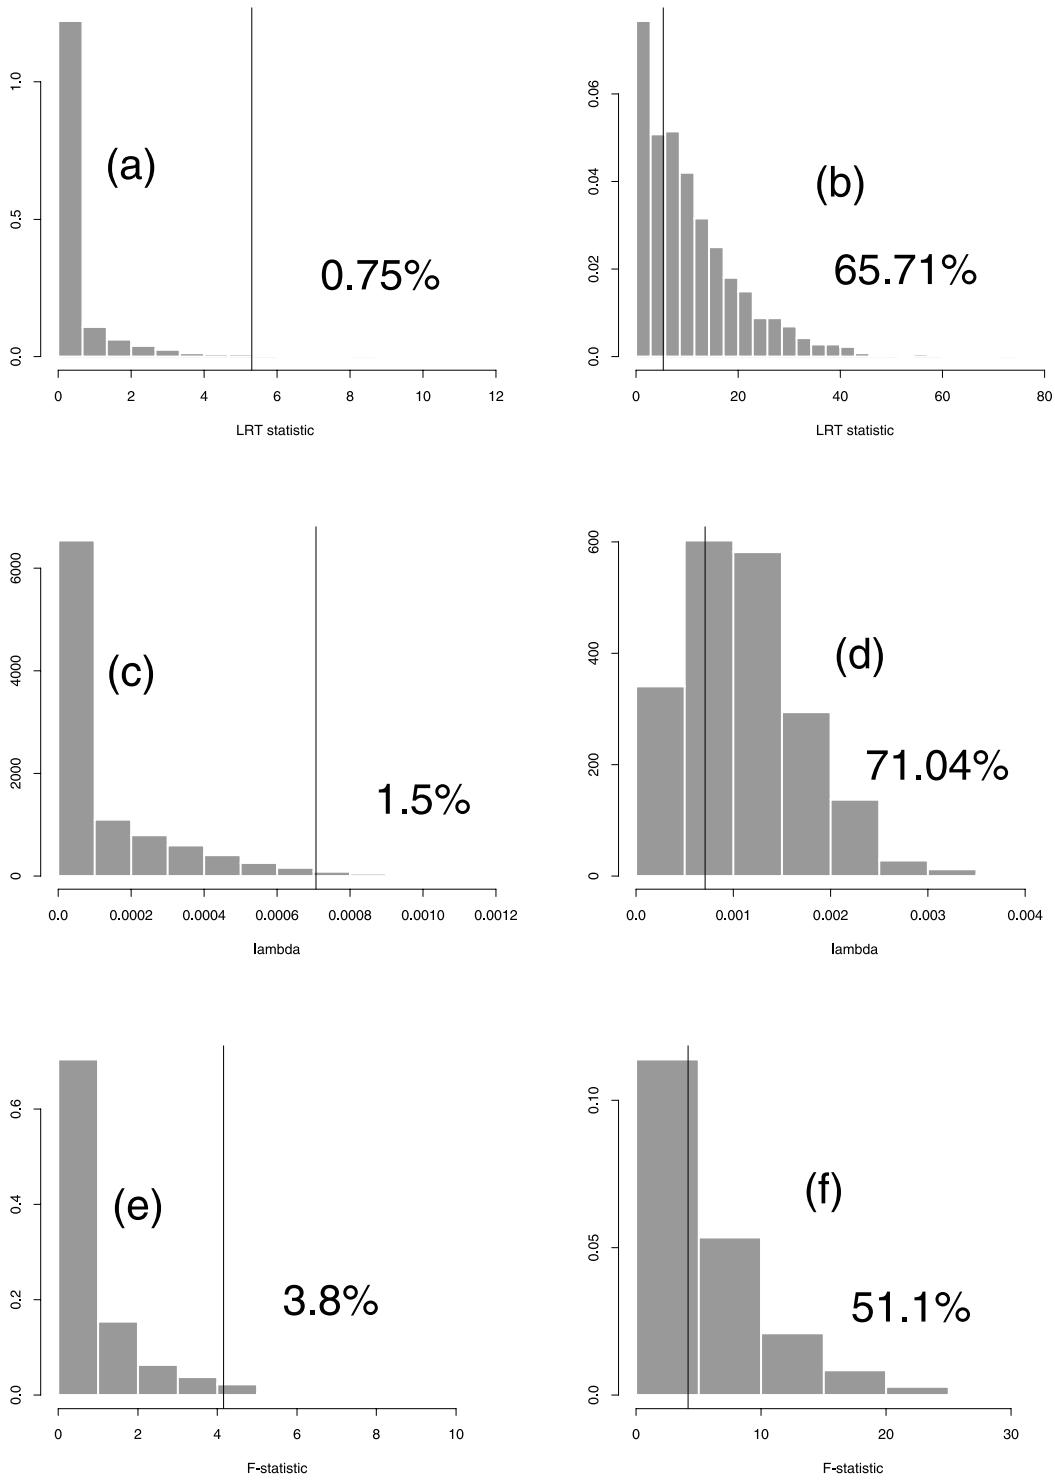 1.0
0.5
0.0
(a)
0.75%
0 2 4 6 8 10 12
LRT statistic
0.06
0.04
0.02
0.0
(b)
65.71%
0 20 40 60 80
LRT statistic
6000
4000
2000
0
(c)
1.5%
0.0 0.0002 0.0004 0.0006 0.0008 0.0010 0.0012
lambda
600
400
200
0
(d)
71.04%
0.0 0.001 0.002 0.003 0.004
lambda
0.6
0.4
0.2
0.0
(e)
3.8%
0 2 4 6 8 10
F-statistic
0.10
0.05
0.0
(f)
51.1%
0 10 20 30
F-statistic